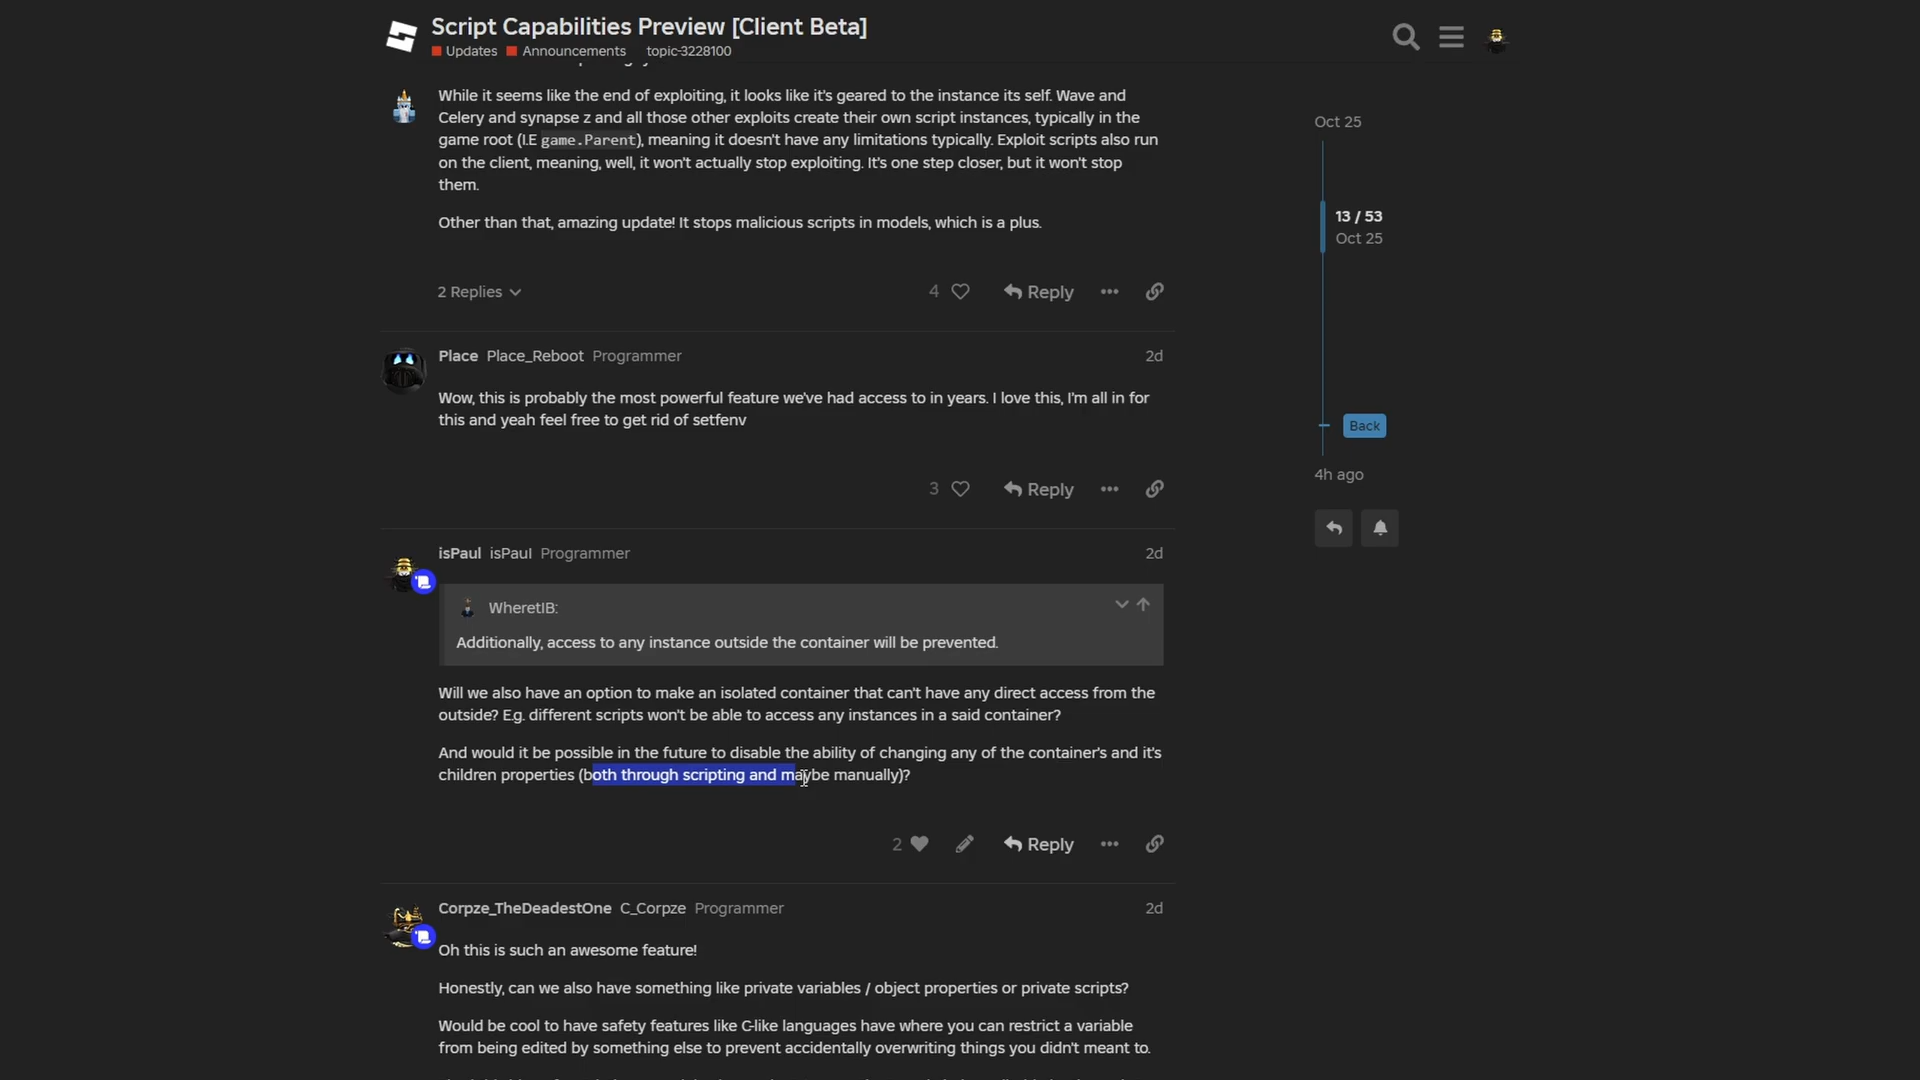 Script Capabilities Preview [Client Beta]
Updates Announcements topic-3228100
While it seems like the end of exploiting, it looks like it's geared to the instance its self. Wave and
Celery and synapse z and all those other exploits create their own script instanses, typically in the
game root (I.E game.Parent), meaning it doesn't have any limitations typically. Exploit scripts also run
on the client, meaning, well, it won't actually stop exploiting. It's one step closer, but it won't stop
them.
Other than that, amazing update! It stops malicious scripts in models, which is a plus.
2 Replies
4
Reply
Place Place_Reboot Programmer
2d
Wow, this is probably the most powerful feature we've had access to in years. I love this, I'm all in for
this and yeah feel free to get rid of setfenv
3
Reply
isPaul isPaul Programmer
2d
WheretIB:
Additionally, access to any instance outside the container will be prevented.
Will we also have an option to make an isolated container that can't have any direct access from the
outside? E.g. different scripts won't be able to access any instances in a said container?
And would it be possible in the future to disable the ability of changing any of the container's and it's
children properties (both through scripting and maybe manually)?
2
Reply
Corpze_TheDeadestOne C_Corpze Programmer
2d
Oh this is such an awesome feature!
Honestly, can we also have something like private variables / object properties or private scripts?
Would be cool to have safety features like C-like languages have where you can restrict a variable
from being edited by something else to prevent accidentally overwriting things you didn't meant to.
Oct 25
13 / 53
Oct 25
Back
4h ago